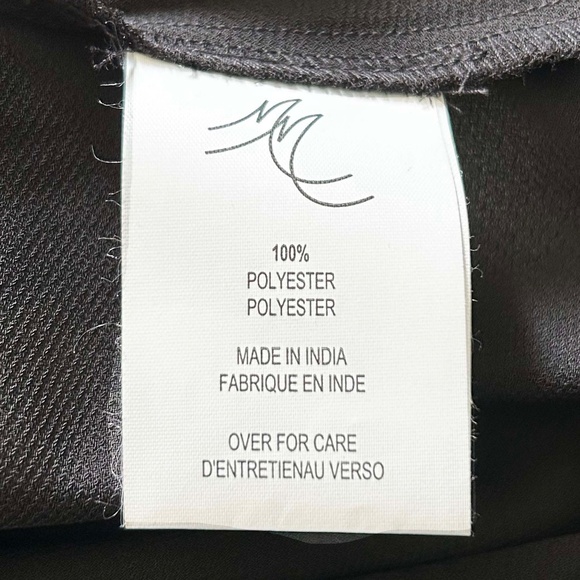 100%
POLYESTER
POLYESTER
MADE IN INDIA
FABRIQUE EN INDE
OVER FOR CARE
D'ENTRETIENAU VERSO